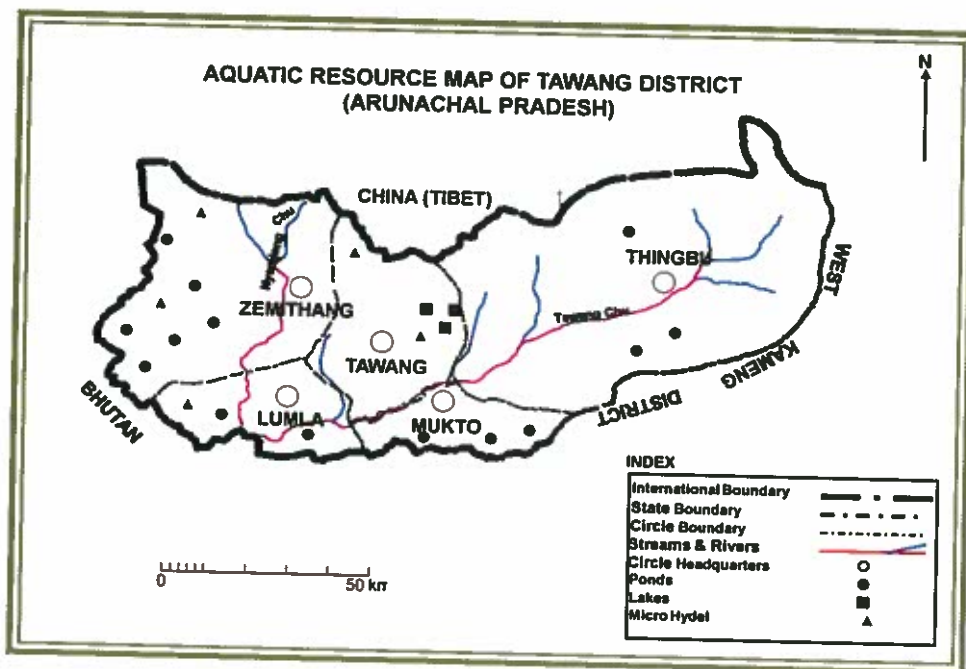 AQUATIC RESOURCE MAP OF TAWANG DISTRICT
(ARUNACHAL PRADESH)
N
CHINA (TIBET)
Chu
ZEMITHANG
THINGBU
WEST
Tawang Chu
TAWANG
KAMENG
BHUTAN
LUMLA
MUKTO
DISTRICT
INDEX
International Boundary
State Boundary
Circle Boundary
Streams & Rivers
Circle Headquarters
Ponds
Lakes
Micro Hydel
0 50 km